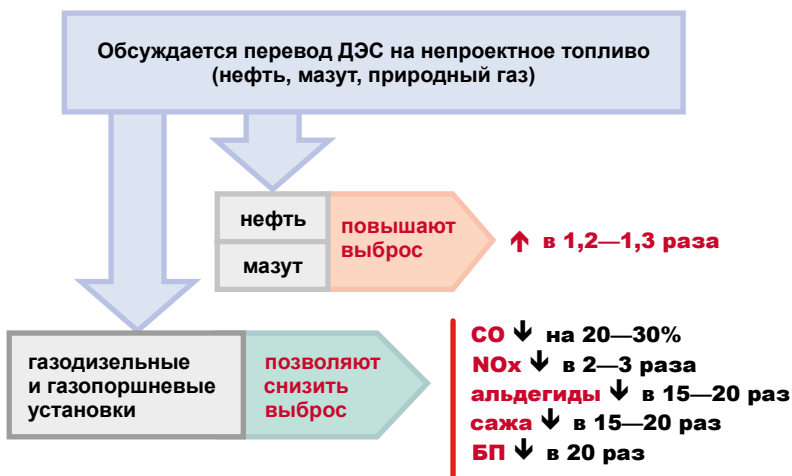 Обсуждается перевод ДЭС на непроектное топливо
(нефть, мазут, природный газ)
нефть
мазут
повышают
выброс
↑ в 1,2—1,3 раза
газодизельные
и газопоршневые
установки
позволяют
снизить
выброс
CO ↓ на 20—30%
NOx ↓ в 2—3 раза
альдегиды ↓ в 15—20 раз
сажа ↓ в 15—20 раз
БП ↓ в 20 раз